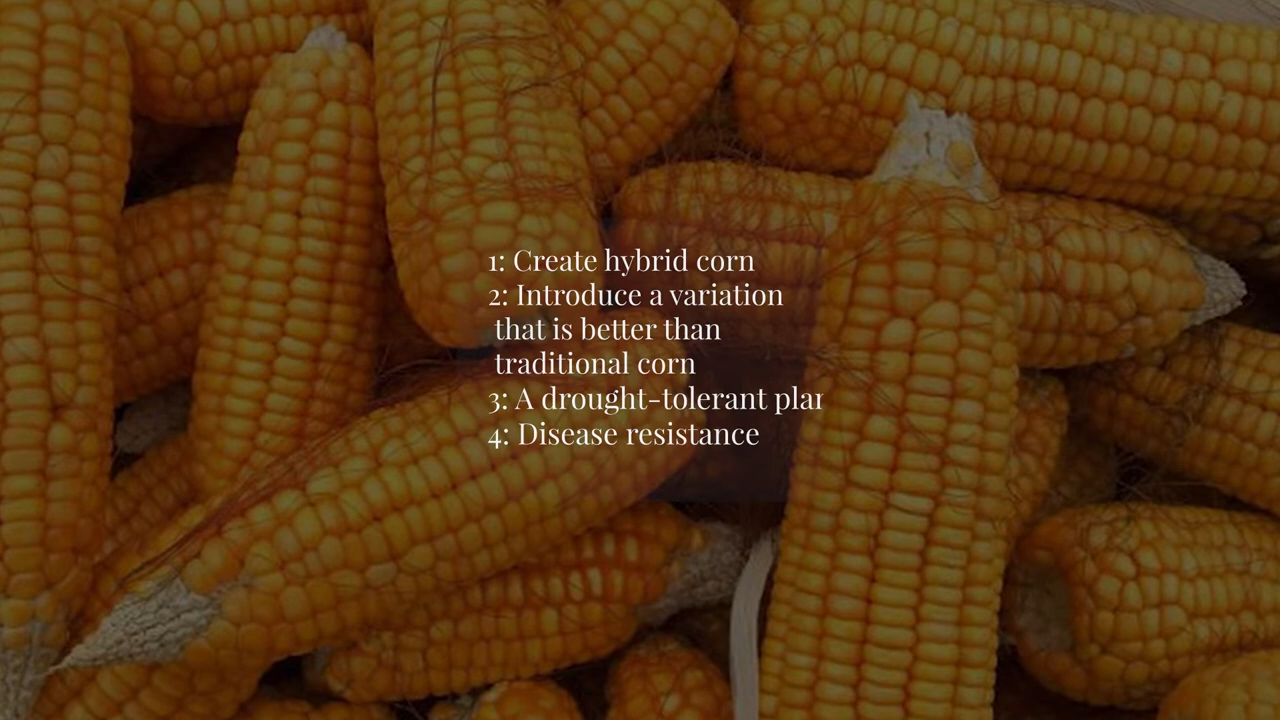 1: Create hybrid corn
2: Introduce a variation
that is better than
traditional corn
3: A drought-tolerant plar
4: Disease resistance